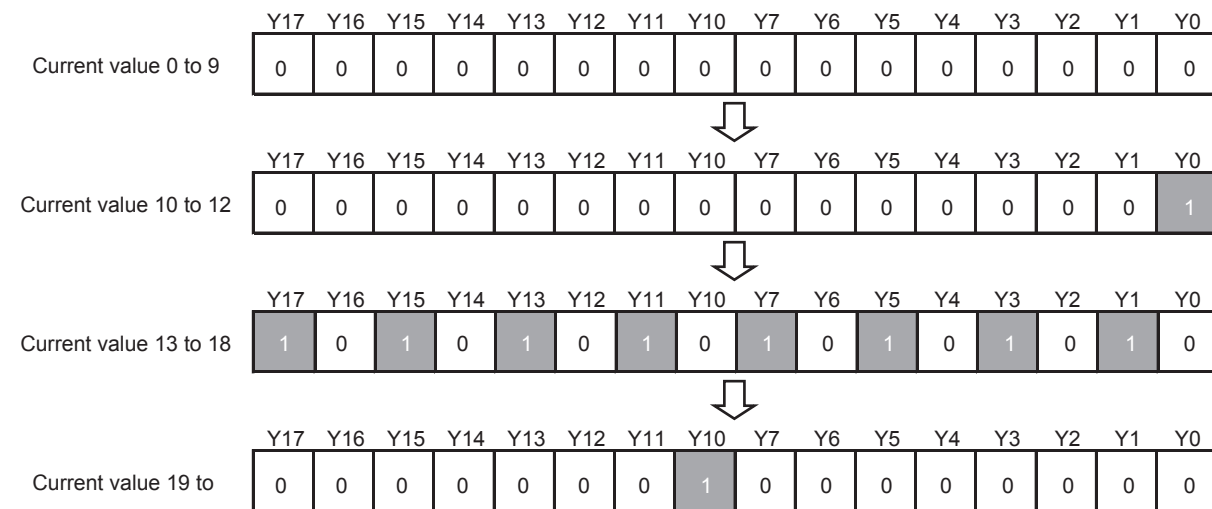 Y17 Y16 Y15 Y14 Y13 Y12 Y11 Y10 Y7 Y6 Y5 Y4 Y3 Y2 Y1 Y0
Current value 0 to 9 0 0 0 0 0 0 0 0 0 0 0 0 0 0 0 0
Y17 Y16 Y15 Y14 Y13 Y12 Y11 Y10 Y7 Y6 Y5 Y4 Y3 Y2 Y1 Y0
Current value 10 to 12 0 0 0 0 0 0 0 0 0 0 0 0 0 0 0 1
Y17 Y16 Y15 Y14 Y13 Y12 Y11 Y10 Y7 Y6 Y5 Y4 Y3 Y2 Y1 Y0
Current value 13 to 18 1 0 1 0 1 0 1 0 1 0 1 0 1 0 1 0
Y17 Y16 Y15 Y14 Y13 Y12 Y11 Y10 Y7 Y6 Y5 Y4 Y3 Y2 Y1 Y0
Current value 19 to 0 0 0 0 0 0 0 1 0 0 0 0 0 0 0 0